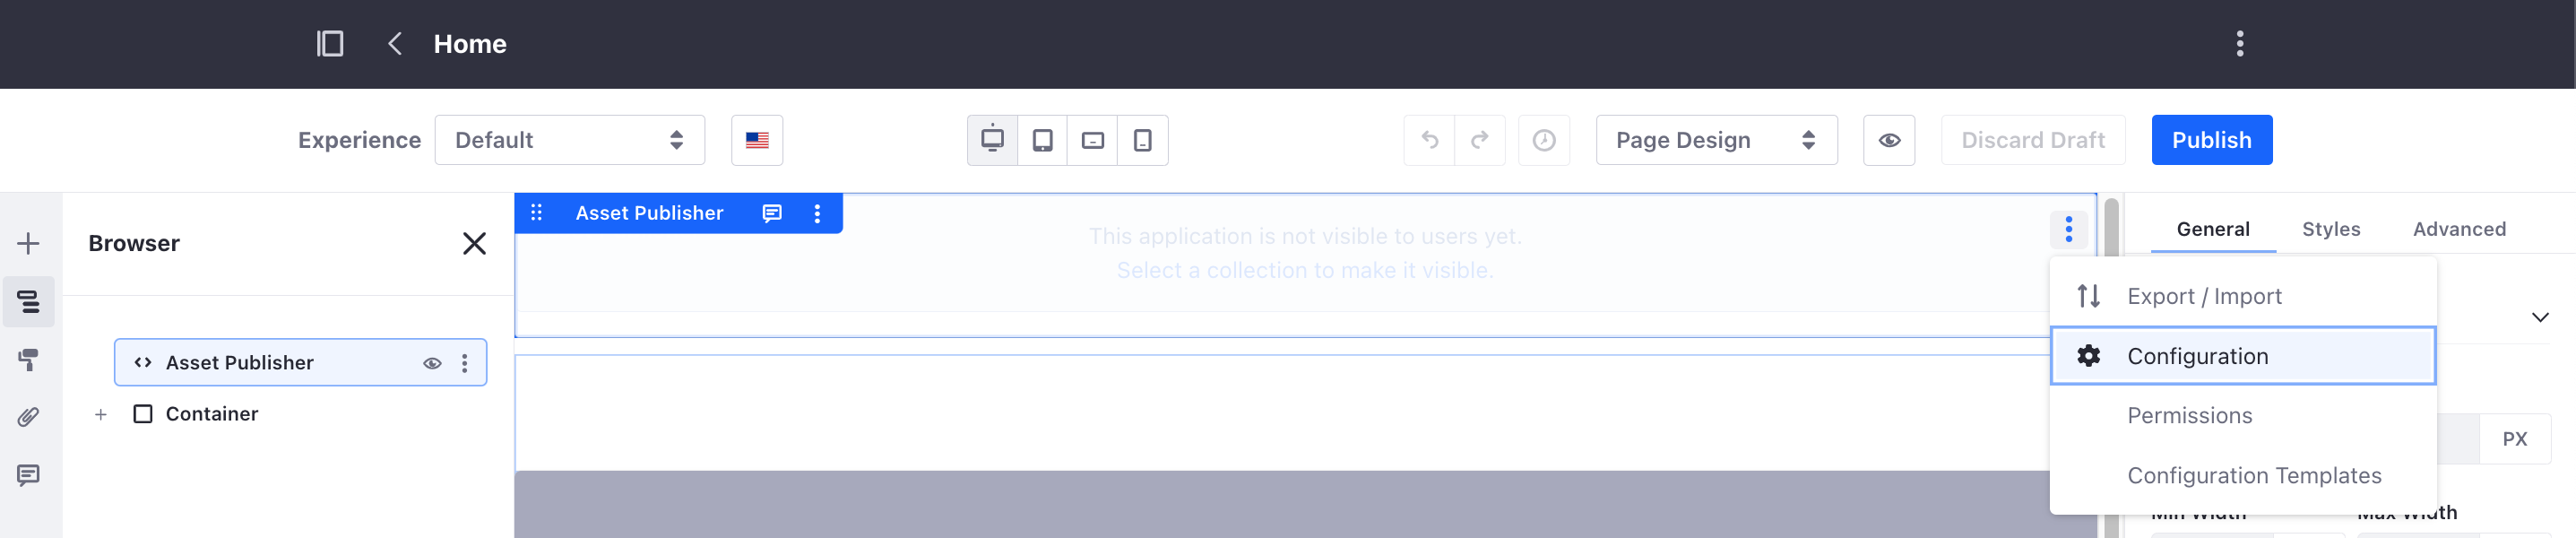 Home
Experience
Default
Page Design
Discard Draft
Publish
Browser
Asset Publisher
Container
Asset Publisher
This application is not visible to users yet.
Select a collection to make it visible.
Export / Import
Configuration
Permissions
Configuration Templates
General
Styles
Advanced
PX
Min Width
Max Width